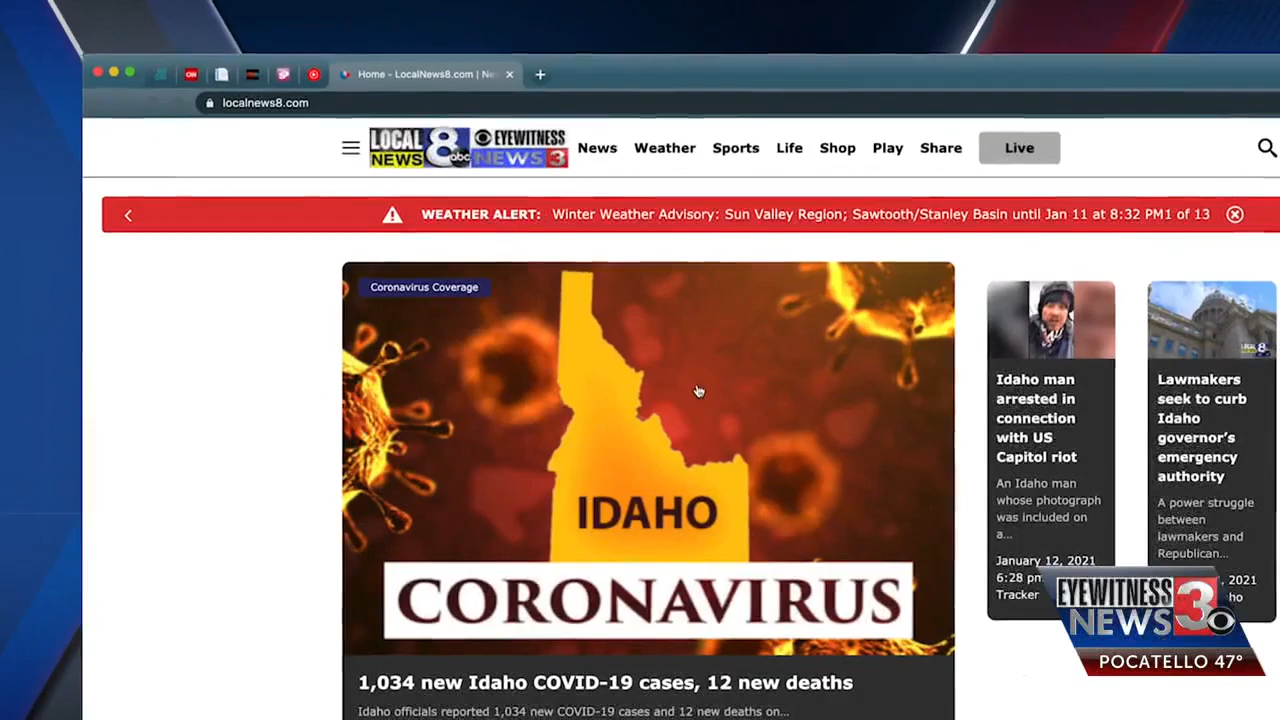 Home - LocalNews8.com | Ne
localnews8.com
LOCAL NEWS 8 abc
EYEWITNESS NEWS 3
News Weather Sports Life Shop Play Share Live
WEATHER ALERT: Winter Weather Advisory: Sun Valley Region; Sawtooth/Stanley Basin until Jan 11 at 8:32 PM1 of 13
Coronavirus Coverage
IDAHO
CORONAVIRUS
1,034 new Idaho COVID-19 cases, 12 new deaths
Idaho officials reported 1,034 new COVID-19 cases and 12 new deaths on...
Idaho man
arrested in
connection
with US
Capitol riot
An Idaho man
whose photograph
was included on
a...
January 12, 2021
6:28 pm
Tracker
Lawmakers
seek to curb
Idaho
governor's
emergency
authority
A power struggle
between
lawmakers and
Republican...
, 2021
ho
EYEWITNESS
NEWS 3
POCATELLO 47°